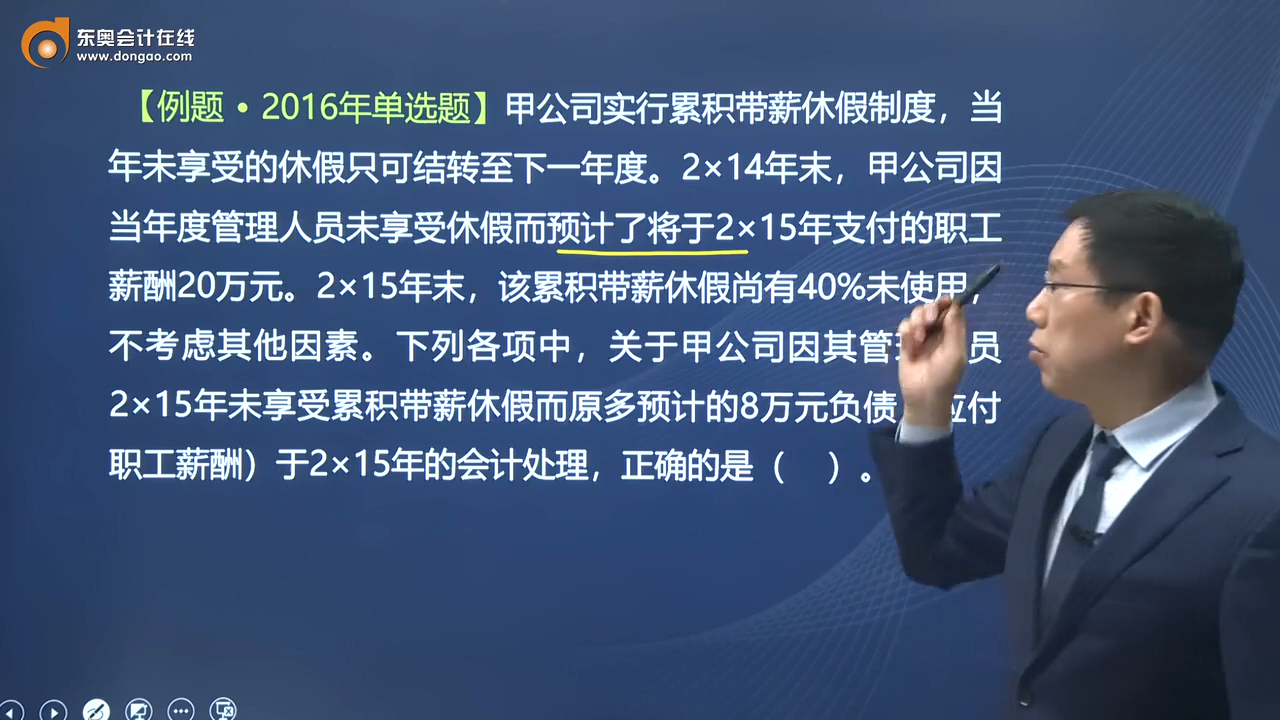 东奥会计在线
www.dongao.com
【例题·2016年单选题】甲公司实行累积带薪休假制度，当
年未享受的休假只可结转至下一年度。2×14年末，甲公司因
当年度管理人员未享受休假而预计了将于2×15年支付的职工
薪酬20万元。2×15年末，该累积带薪休假尚有40%未使用，
不考虑其他因素。下列各项中，关于甲公司因其管 员
2×15年未享受累积带薪休假而原多预计的8万元负债 应付
职工薪酬）于2×15年的会计处理，正确的是（ ）。